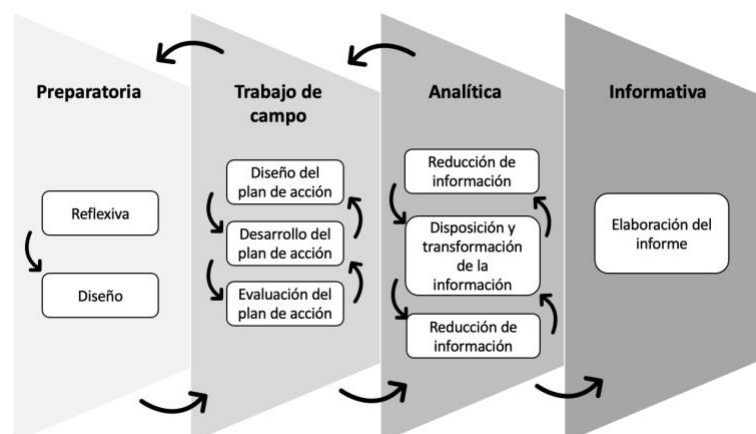 Preparatoria
Reflexiva
Diseño
Trabajo de
campo
Diseño del
plan de acción
Desarrollo del
plan de acción
Evaluación del
plan de acción
Analítica
Reducción de
información
Disposición y
transformación
de la
información
Reducción de
información
Informativa
Elaboración del
informe